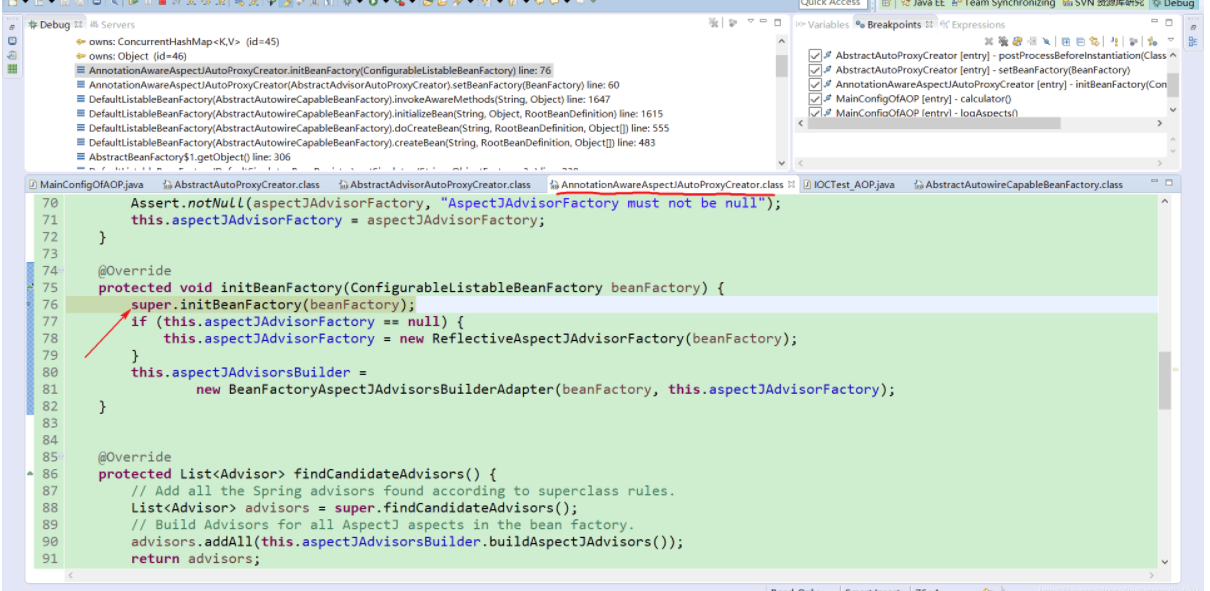 Quick Access
Java EE
Team Synchronizing
SVN 资源库研究
Debug
Debug
Servers
Variables
Breakpoints
Expressions
owns: ConcurrentHashMap<K,V> (id=45)
owns: Object (id=46)
AnnotationAwareAspectJAutoProxyCreator.initBeanFactory(ConfigurableListableBeanFactory) line: 76
AnnotationAwareAspectJAutoProxyCreator(AbstractAdvisorAutoProxyCreator).setBeanFactory(BeanFactory) line: 60
DefaultListableBeanFactory(AbstractAutowireCapableBeanFactory).invokeAwareMethods(String, Object) line: 1647
DefaultListableBeanFactory(AbstractAutowireCapableBeanFactory).initializeBean(String, Object, RootBeanDefinition) line: 1615
DefaultListableBeanFactory(AbstractAutowireCapableBeanFactory).doCreateBean(String, RootBeanDefinition, Object[]) line: 555
DefaultListableBeanFactory(AbstractAutowireCapableBeanFactory).createBean(String, RootBeanDefinition, Object[]) line: 483
AbstractBeanFactory$1.getObject() line: 306
AbstractAutoProxyCreator [entry] - postProcessBeforeInstantiation(Class
AbstractAutoProxyCreator [entry] - setBeanFactory(BeanFactory)
AnnotationAwareAspectJAutoProxyCreator [entry] - initBeanFactory(Con
MainConfigOfAOP [entry] - calculator()
MainConfigOfAOP [entry] - logAspects()
MainConfigOfAOP.java
AbstractAutoProxyCreator.class
AbstractAdvisorAutoProxyCreator.class
AnnotationAwareAspectJAutoProxyCreator.class
IOCTest_AOP.java
AbstractAutowireCapableBeanFactory.class
70 Assert.notNull(aspectJAdvisorFactory, "AspectJAdvisorFactory must not be null");
71 this.aspectJAdvisorFactory = aspectJAdvisorFactory;
72 }
73
74 @Override
75 protected void initBeanFactory(ConfigurableListableBeanFactory beanFactory) {
76 super.initBeanFactory(beanFactory);
77 if (this.aspectJAdvisorFactory == null) {
78 this.aspectJAdvisorFactory = new ReflectiveAspectJAdvisorFactory(beanFactory);
79 }
80 this.aspectJAdvisorsBuilder =
81 new BeanFactoryAspectJAdvisorsBuilderAdapter(beanFactory, this.aspectJAdvisorFactory);
82 }
83
84
85 @Override
86 protected List<Advisor> findCandidateAdvisors() {
87 // Add all the Spring advisors found according to superclass rules.
88 List<Advisor> advisors = super.findCandidateAdvisors();
89 // Build Advisors for all AspectJ aspects in the bean factory.
90 advisors.addAll(this.aspectJAdvisorsBuilder.buildAspectJAdvisors());
91 return advisors;